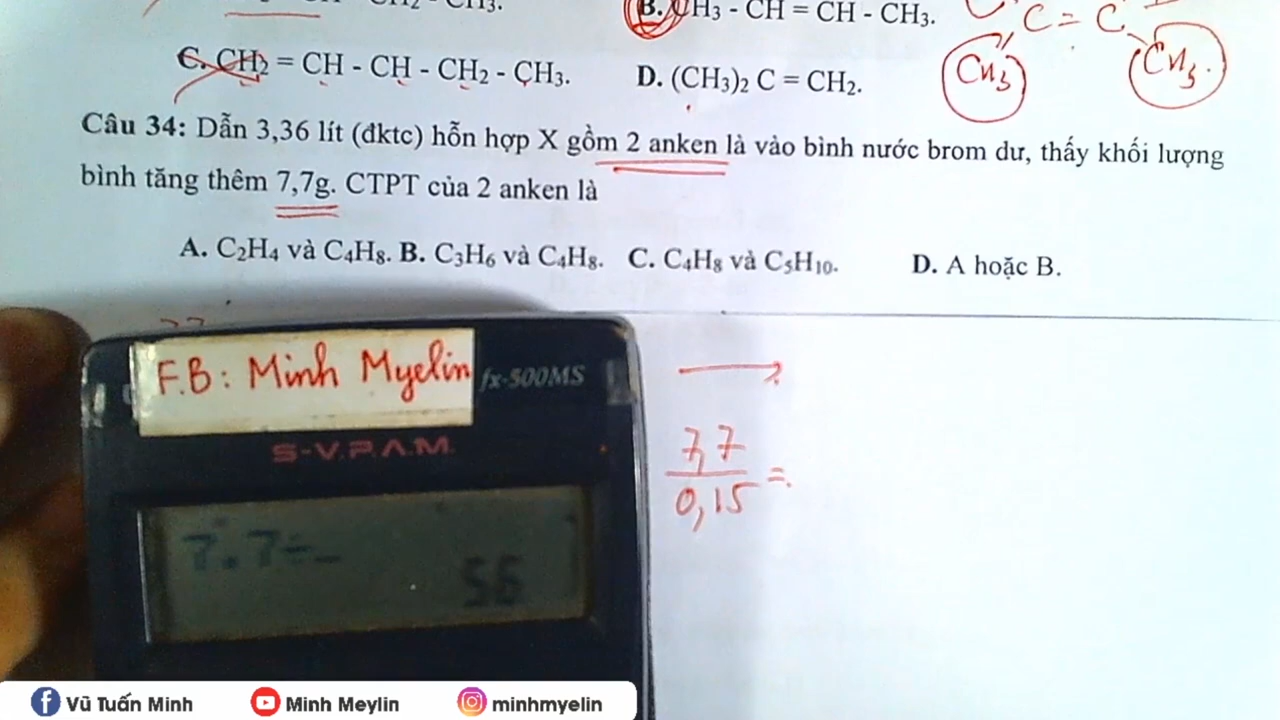 CH3.
B. CH3 - CH = CH - CH3.
C = C
CH3
CH3.
C. CH2 = CH - CH - CH2 - CH3.
D. (CH3)2 C = CH2.
Câu 34: Dẫn 3,36 lít (đktc) hỗn hợp X gồm 2 anken là vào bình nước brom dư, thấy khối lượng
bình tăng thêm 7,7g. CTPT của 2 anken là
A. C2H4 và C4H8. B. C3H6 và C4H8. C. C4H8 và C5H10. D. A hoặc B.
F.B: Minh Myelin
fx-500MS
S-V.P.A.M.
7.7÷_
56
7,7
0,15 =
Vũ Tuấn Minh
Minh Meylin
minhmyelin